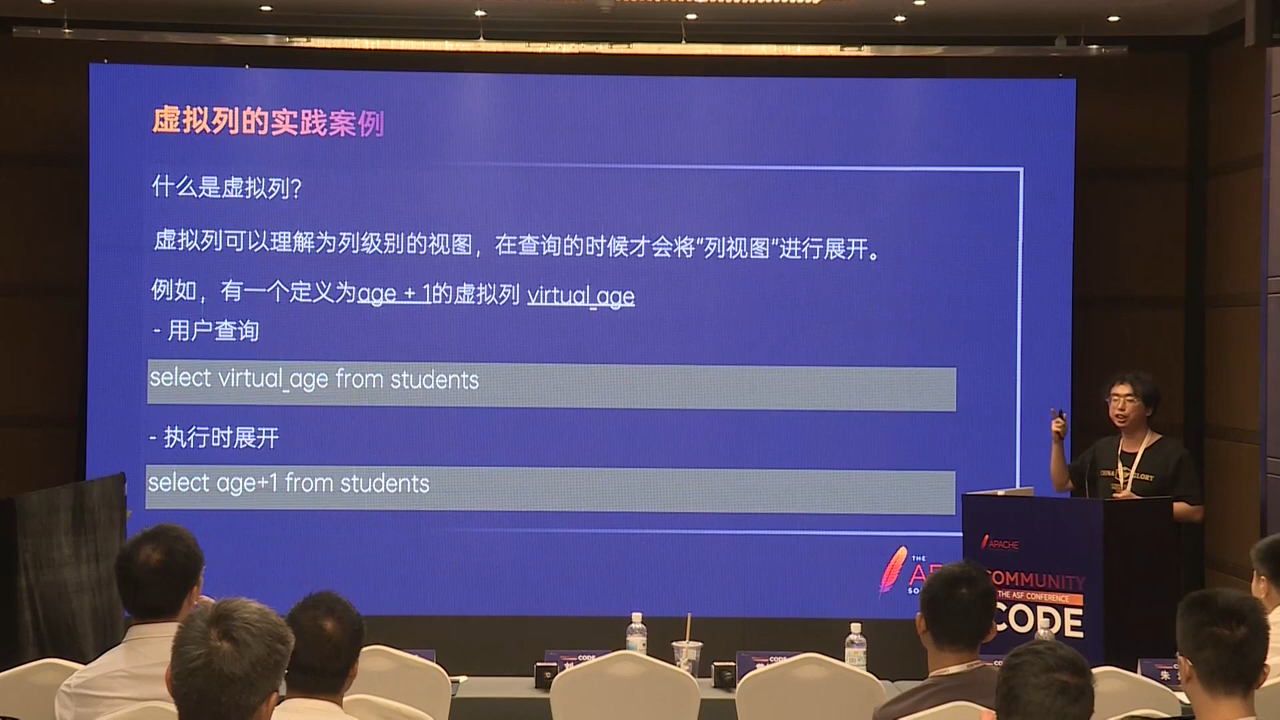 虚拟列的实践案例
什么是虚拟列？
虚拟列可以理解为列级别的视图，在查询的时候才会将“列视图”进行展开。
例如，有一个定义为age + 1的虚拟列 virtual_age
- 用户查询
select virtual_age from students
- 执行时展开
select age+1 from students
THE
APACHE
COMMUNITY
THE ASF CONFERENCE
CODE
朱